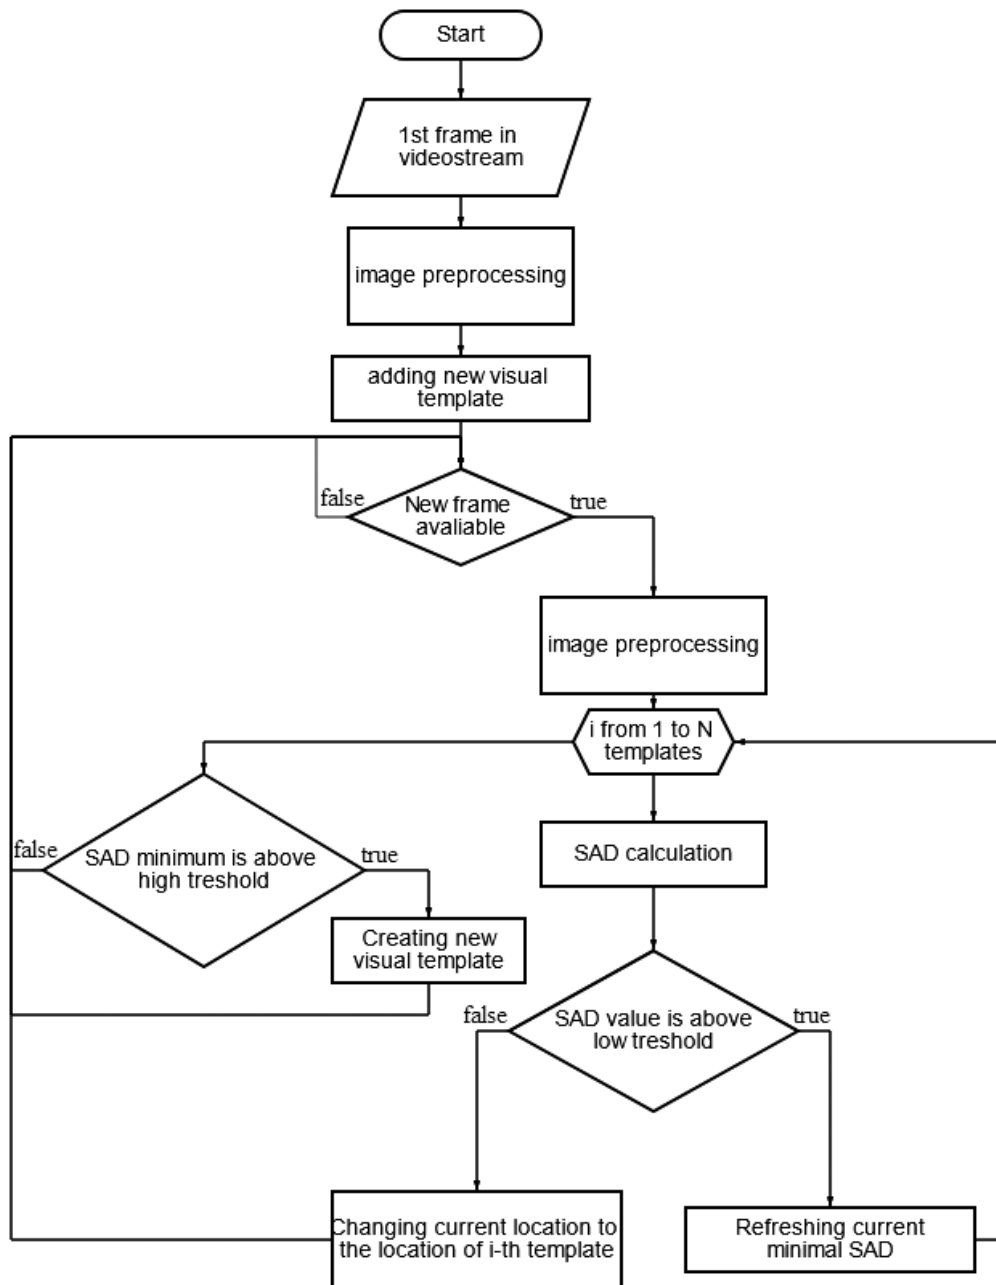 Start
1st frame in
videostream
image preprocessing
adding new visual
template
false
New frame
avaliable
true
image preprocessing
i from 1 to N
templates
false
SAD minimum is above
high treshold
true
SAD calculation
Creating new
visual template
false
SAD value is above
low treshold
true
Changing current location to
the location of i-th template
Refreshing current
minimal SAD